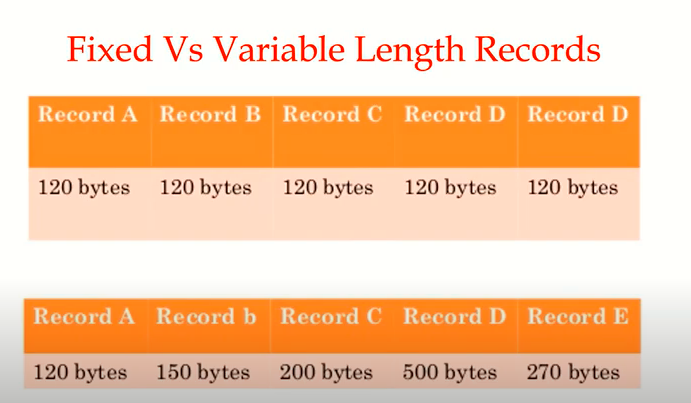 Fixed Vs Variable Length Records
Record A Record B Record C Record D Record D
120 bytes 120 bytes 120 bytes 120 bytes 120 bytes
Record A Record b Record C Record D Record E
120 bytes 150 bytes 200 bytes 500 bytes 270 bytes